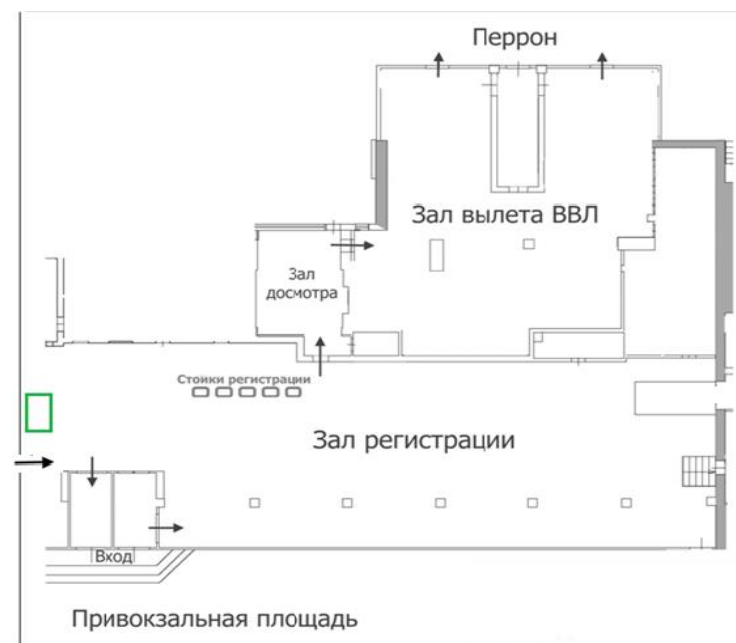 Перрон
Зал вылета ВВЛ
Зал
досмотра
Стойки регистрации
Зал регистрации
Вход
Привокзальная площадь